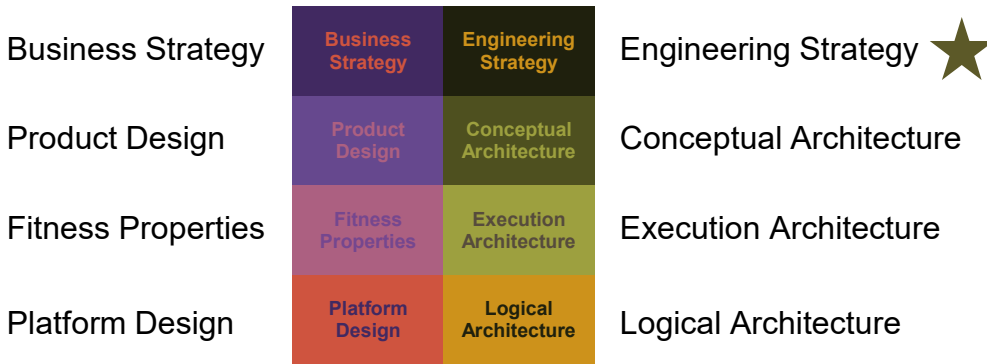 Business Strategy
Business
Strategy
Engineering
Strategy
Engineering Strategy
Product Design
Product
Design
Conceptual
Architecture
Conceptual Architecture
Fitness Properties
Fitness
Properties
Execution
Architecture
Execution Architecture
Platform Design
Platform
Design
Logical
Architecture
Logical Architecture